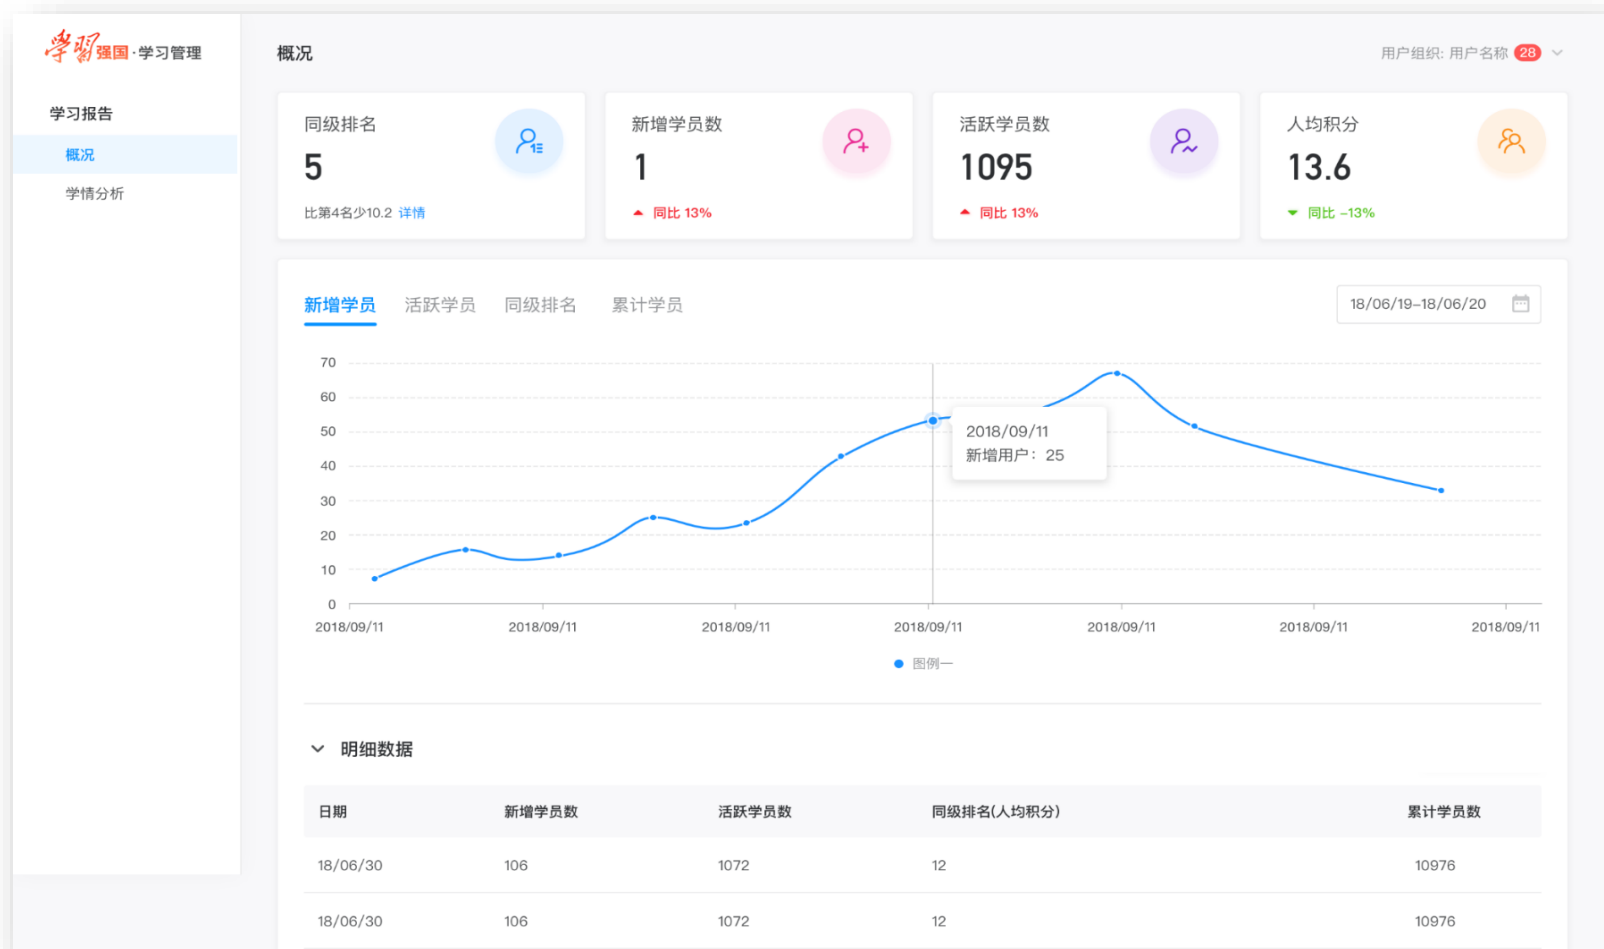 学习强国·学习管理
概况
用户组织: 用户名称 28
学习报告
概况
学情分析
同级排名
5
比第4名少10.2 详情
新增学员数
1
同比 13%
活跃学员数
1095
同比 13%
人均积分
13.6
同比 -13%
新增学员 活跃学员 同级排名 累计学员
18/06/19-18/06/20
70
60
50
40
30
20
10
0
2018/09/11
新增用户：25
2018/09/11 2018/09/11 2018/09/11 2018/09/11 2018/09/11 2018/09/11 2018/09/11
图例一
明细数据
日期 新增学员数 活跃学员数 同级排名(人均积分) 累计学员数
18/06/30 106 1072 12 10976
18/06/30 106 1072 12 10976